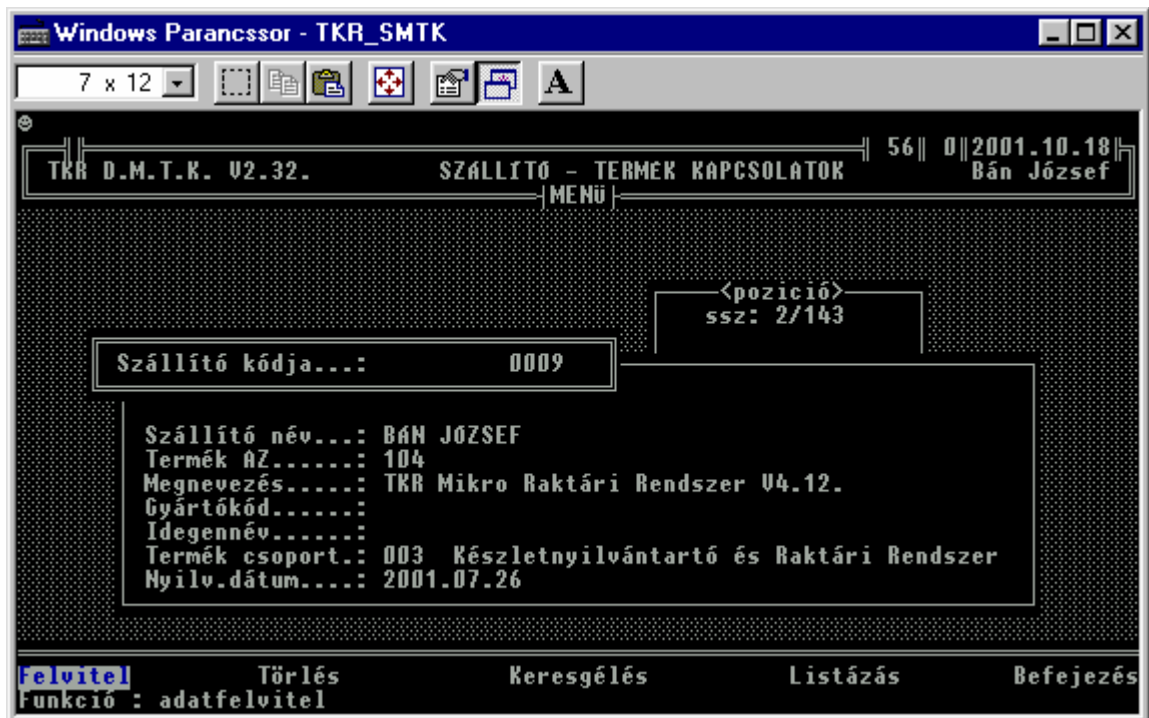 Windows Parancssor - TKR_SMTK
7 x 12
A
56 0 2001.10.18
TKR D.M.T.K. V2.32. SZÁLLÍTÓ - TERMÉK KAPCSOLATOK Bán József
MENÜ
<pozició>
ssz: 2/143
Szállító kódja...: 0009
Szállító név...: BÁN JÓZSEF
Termék AZ......: 104
Megnevezés.....: TKR Mikro Raktári Rendszer V4.12.
Gyártókód......:
Idegennév......:
Termék csoport.: 003 Készletnyilvántartó és Raktári Rendszer
Nyilv.dátum....: 2001.07.26
Felvitel Törlés Keresgélés Listázás Befejezés
Funkció : adatfelvitel